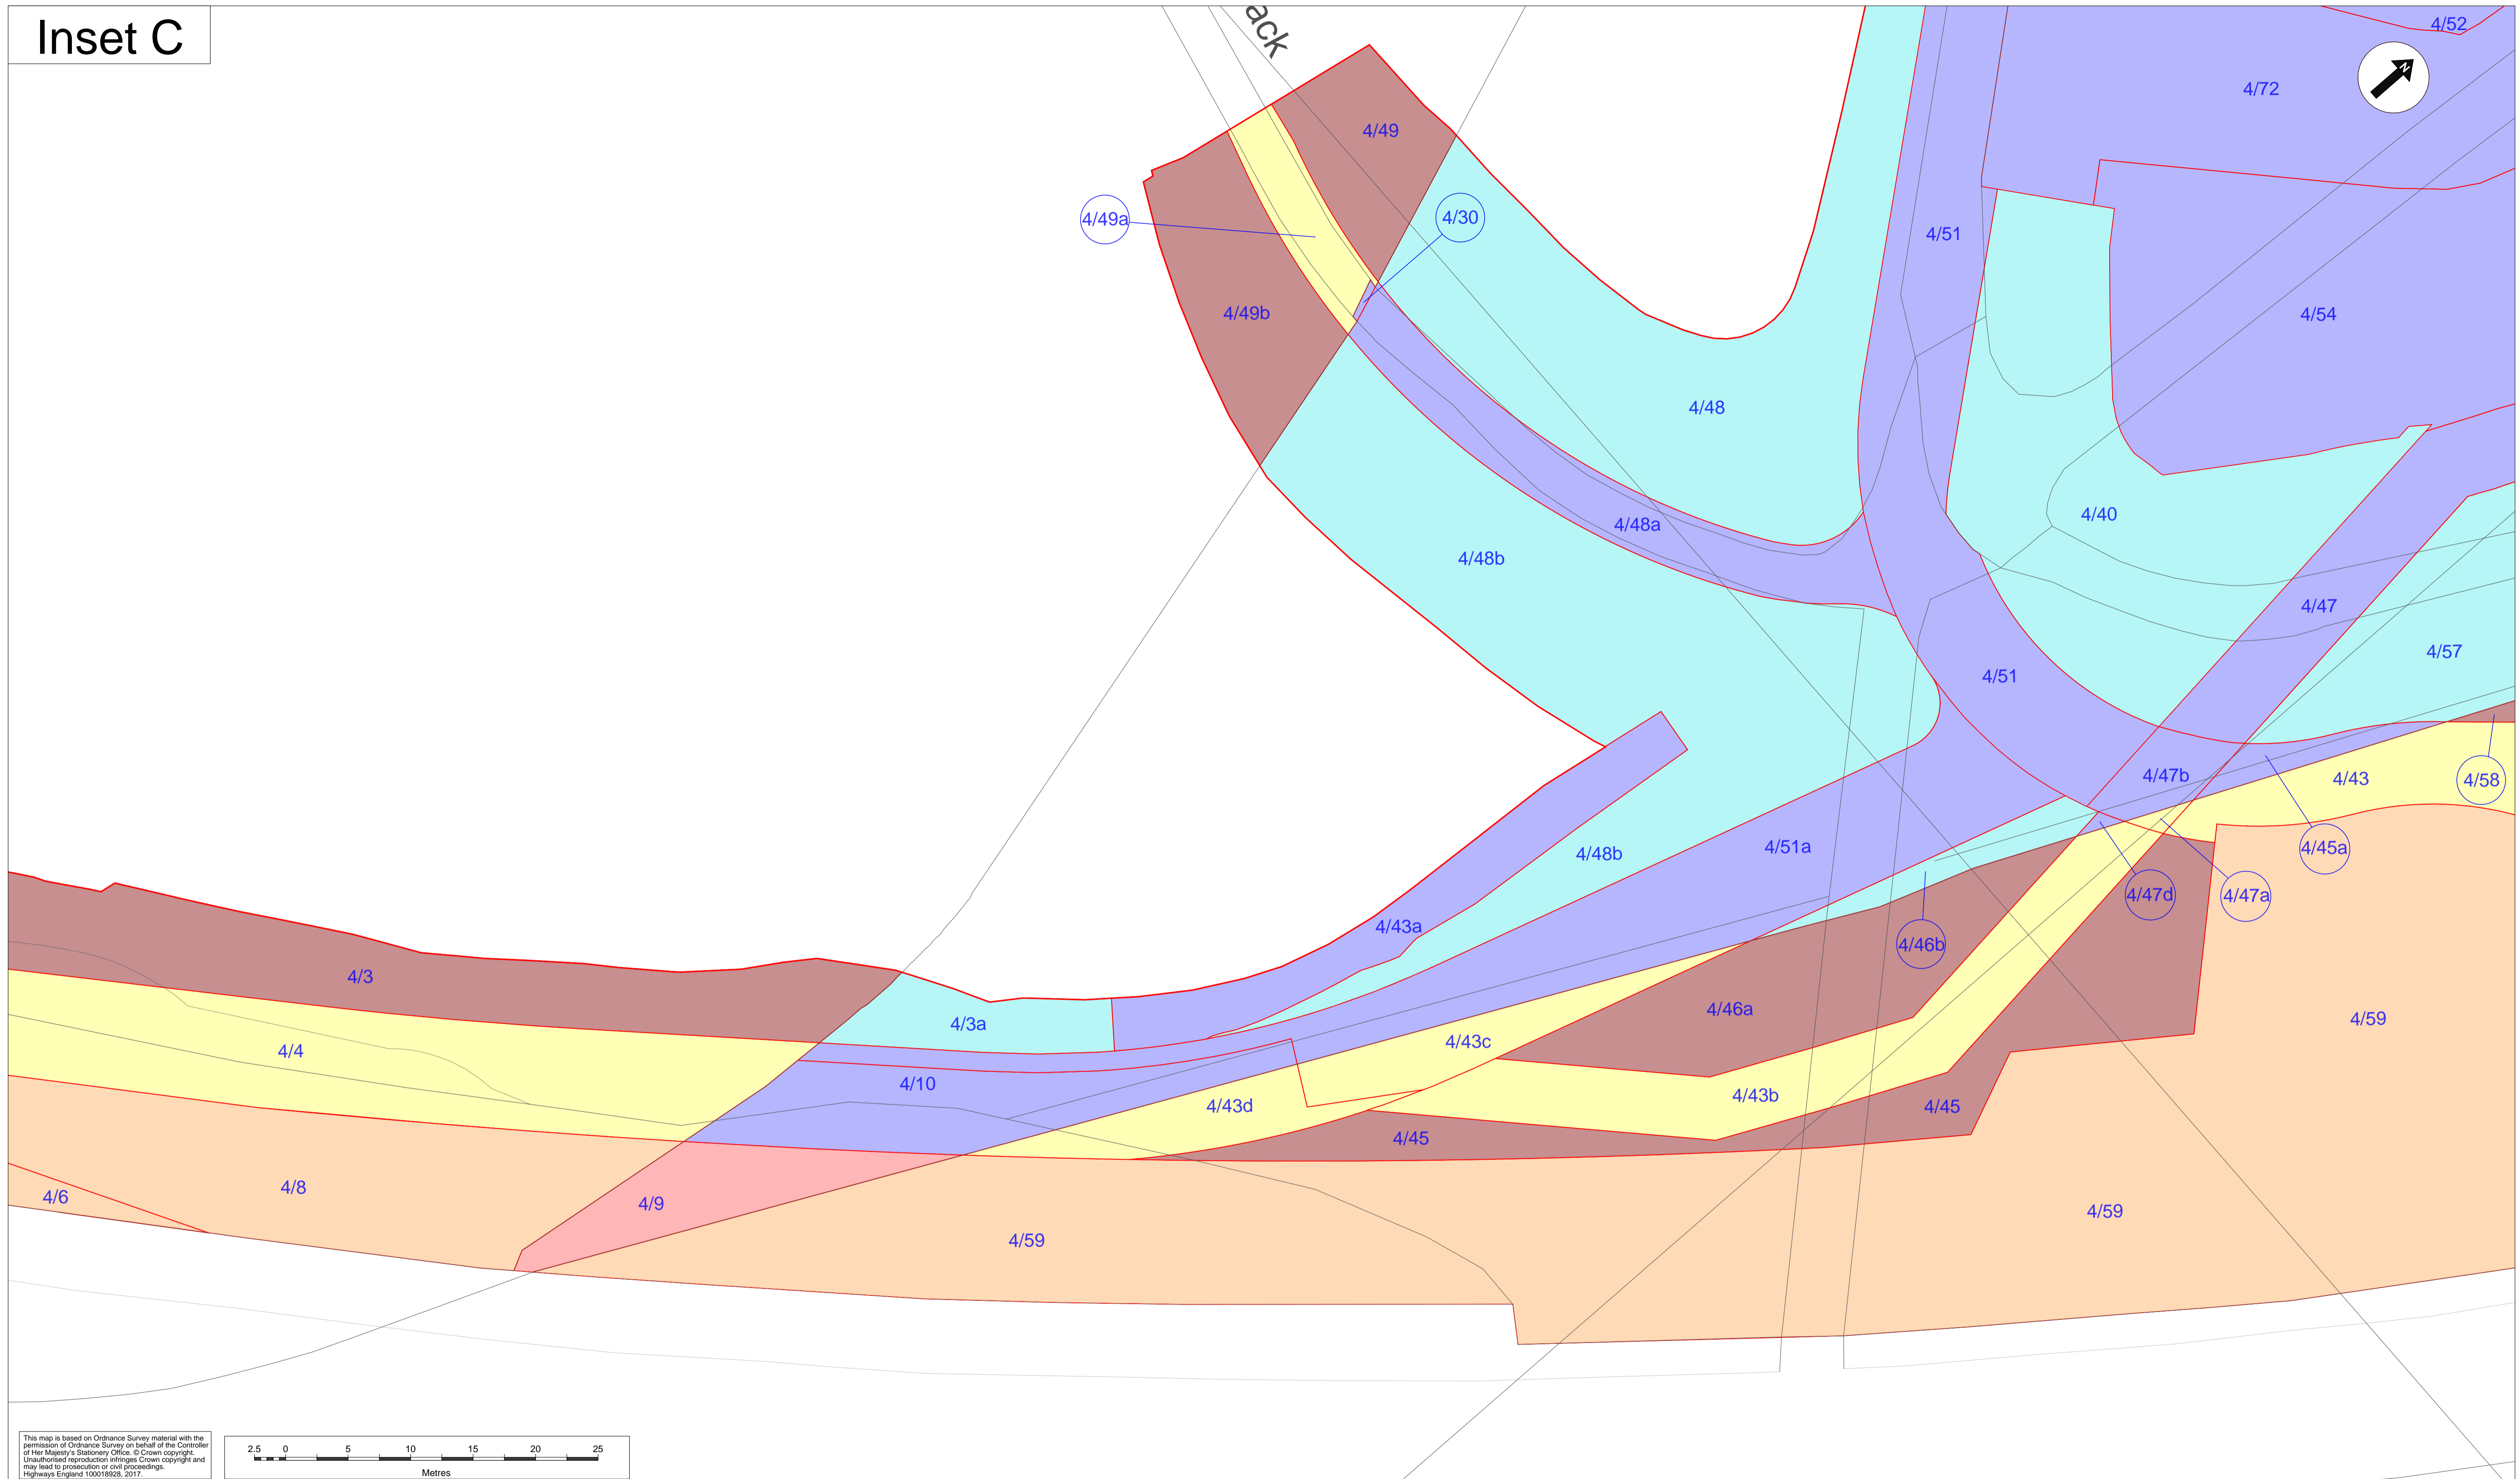 Inset C
ack
4/52
N
4/72
4/49
4/49a
4/30
4/51
4/49b
4/54
4/48
4/48a
4/40
4/48b
4/47
4/57
4/51
4/47b
4/43
4/58
4/48b
4/51a
4/45a
4/47d
4/47a
4/43a
4/46b
4/3
4/46a
4/3a
4/59
4/4
4/43c
4/10
4/43b
4/43d
4/45
4/45
4/8
4/6
4/9
4/59
4/59
This map is based on Ordnance Survey material with the
permission of Ordnance Survey on behalf of the Controller
of Her Majesty's Stationery Office. © Crown copyright.
Unauthorised reproduction infringes Crown copyright and
may lead to prosecution or civil proceedings.
Highways England 100018928, 2017.
2.5 0 5 10 15 20 25
Metres